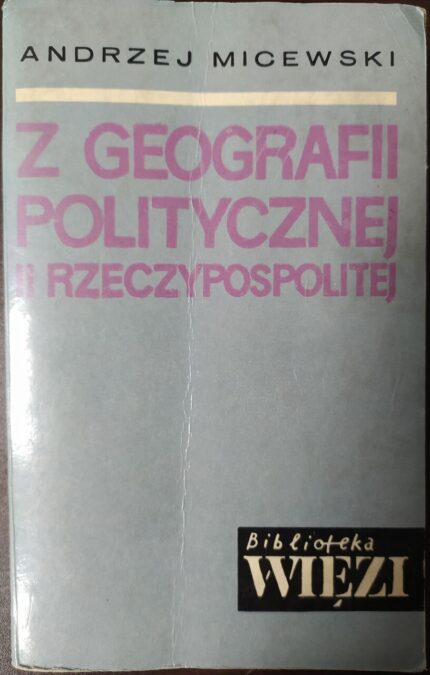 ANDRZEJ MICEWSKI
Z GEOGRAFII
POLITYCZNEJ
II RZECZYPOSPOLITEJ
Biblioteka
WIĘZI